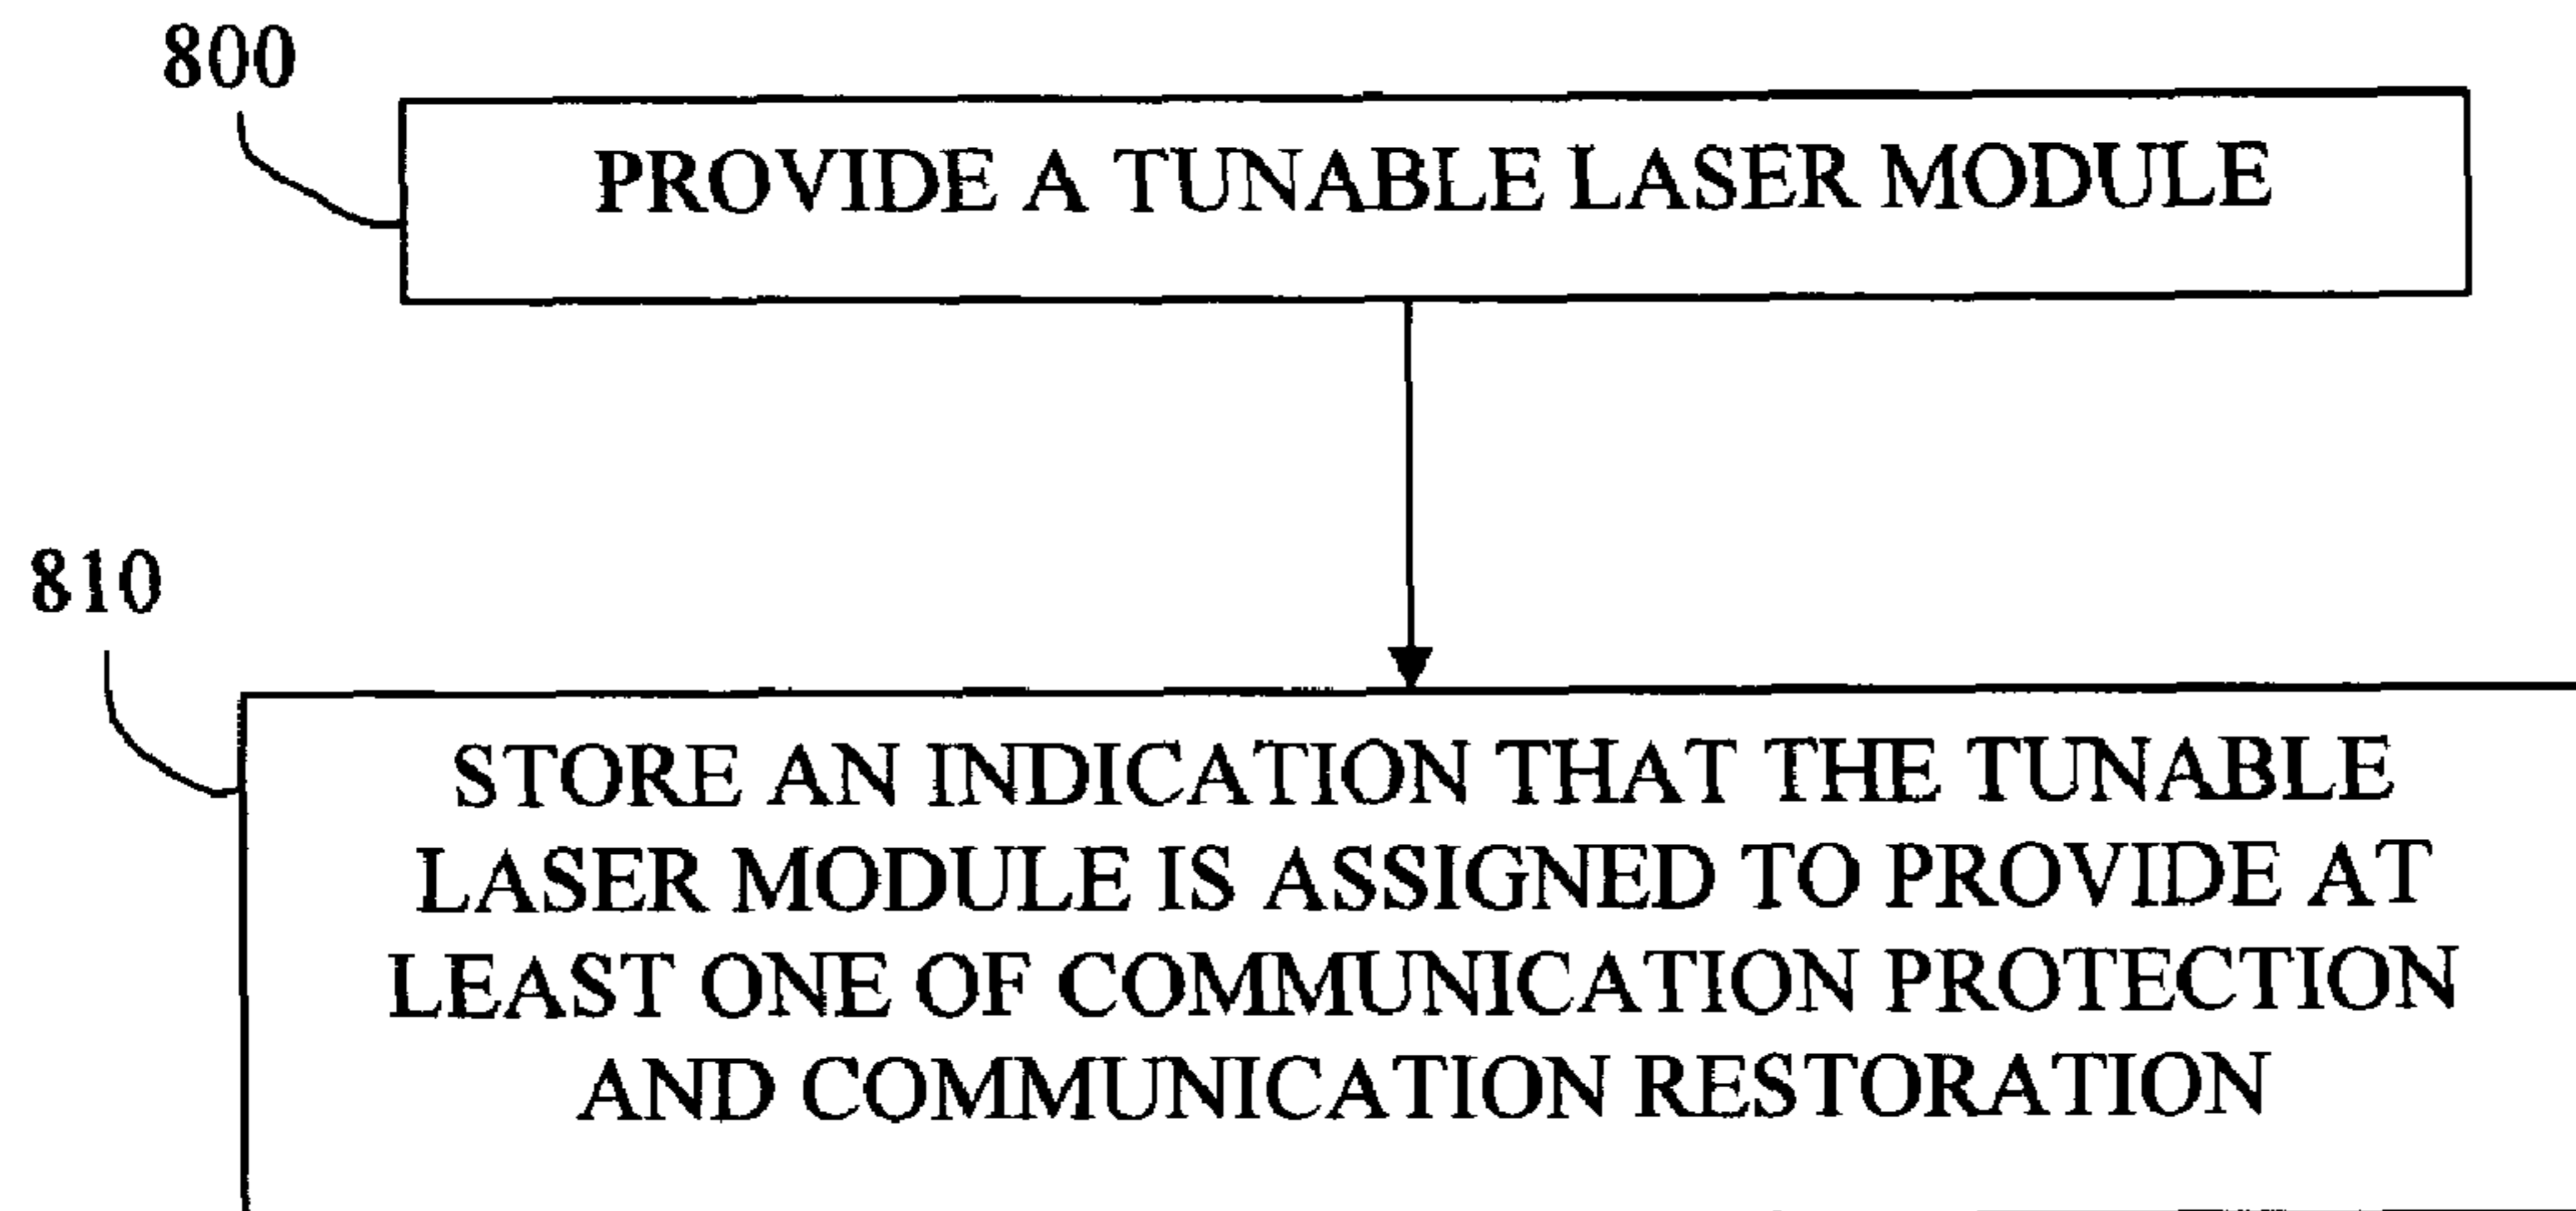 800
PROVIDE A TUNABLE LASER MODULE
810
STORE AN INDICATION THAT THE TUNABLE
LASER MODULE IS ASSIGNED TO PROVIDE AT
LEAST ONE OF COMMUNICATION PROTECTION
AND COMMUNICATION RESTORATION